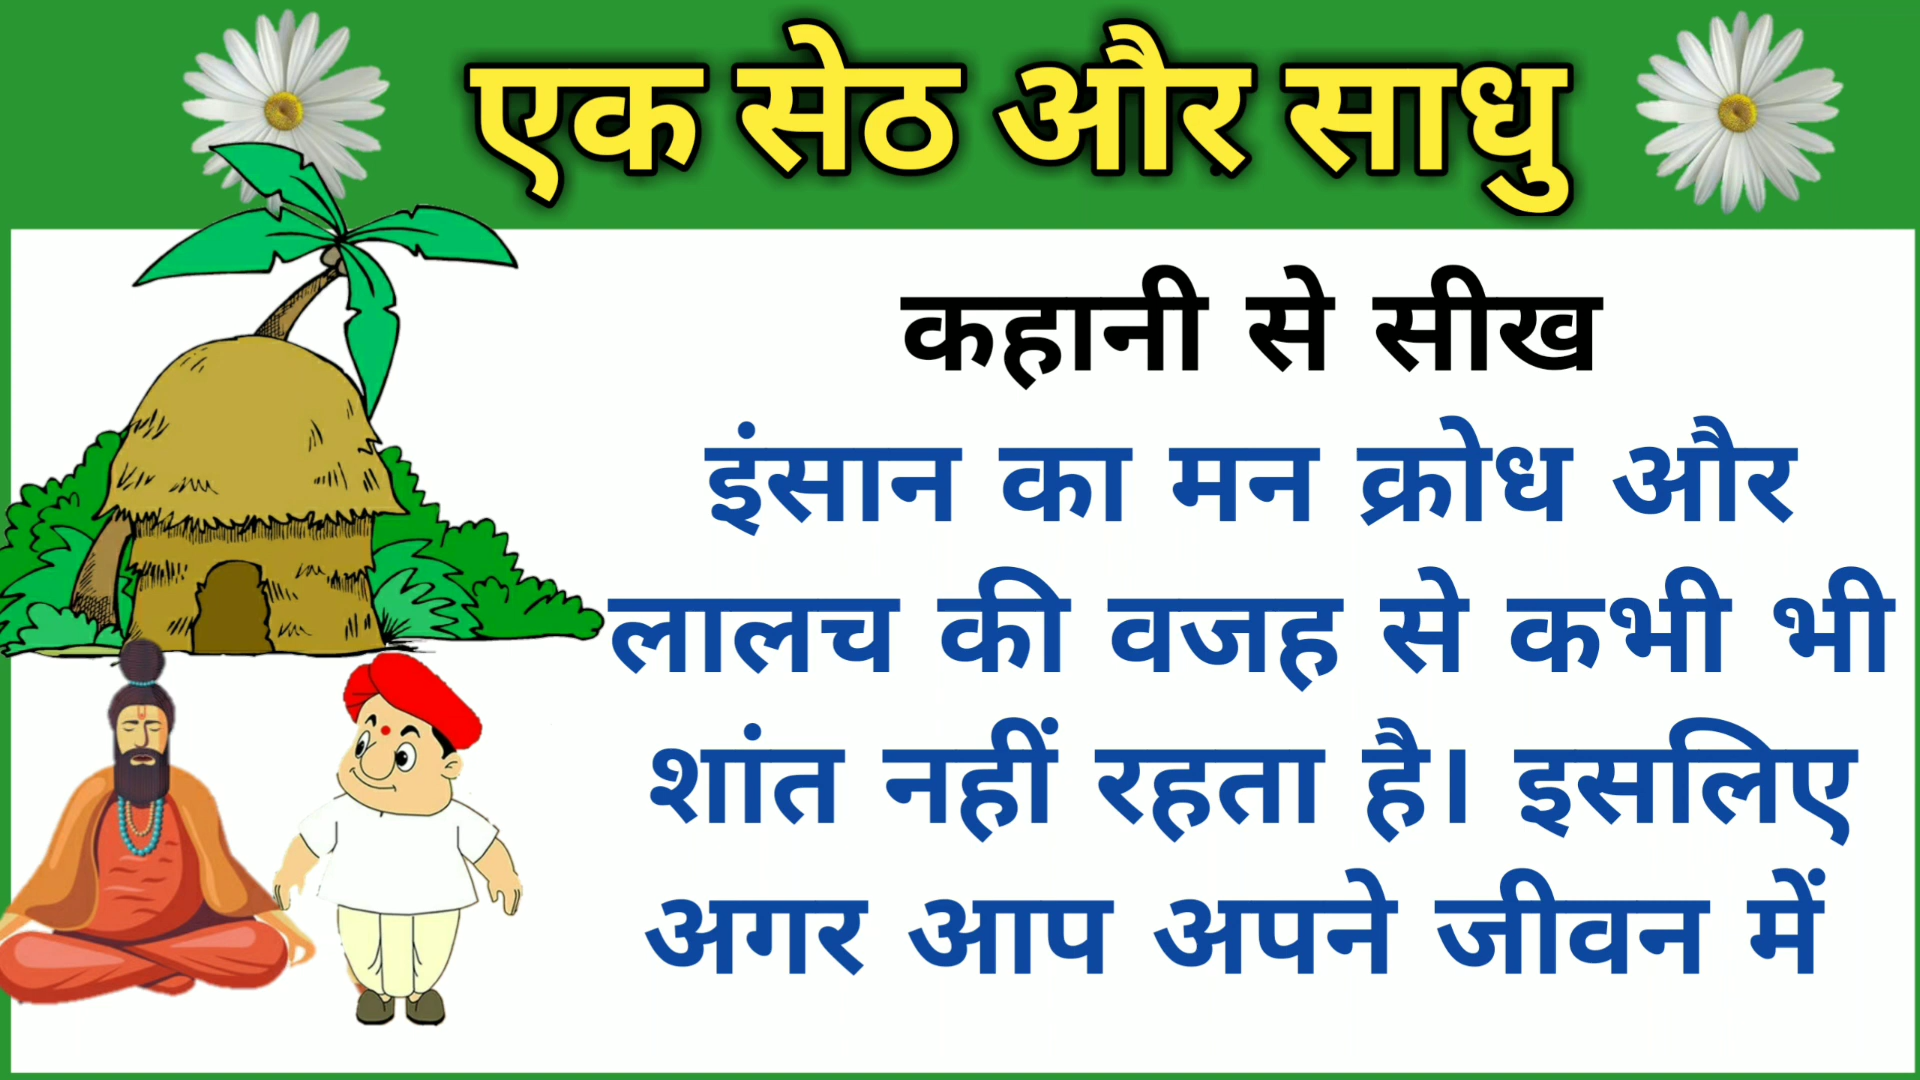 एक सेठ और साधु
कहानी से सीख
इंसान का मन क्रोध और
लालच की वजह से कभी भी
शांत नहीं रहता है। इसलिए
अगर आप अपने जीवन में